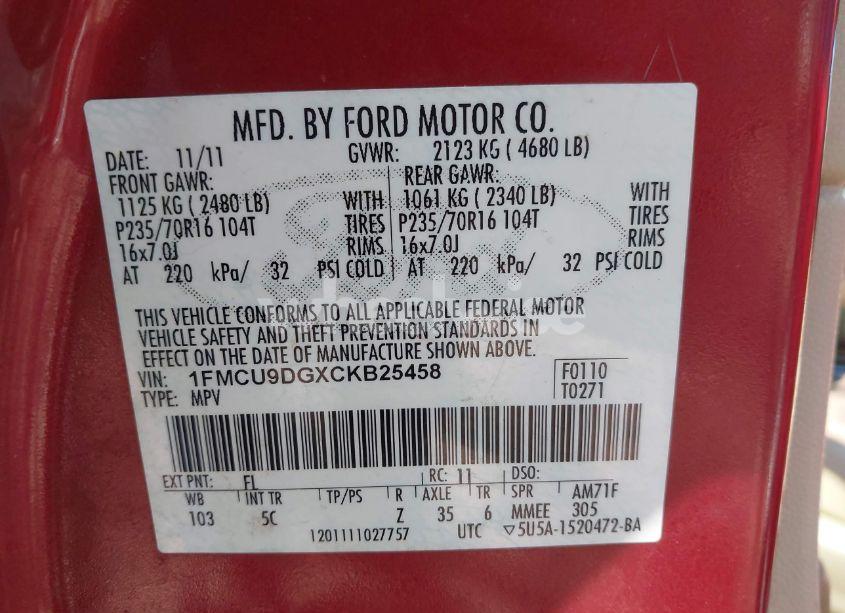 MFD. BY FORD MOTOR CO.
DATE: 11/11 GVWR: 2123 KG ( 4680 LB)
FRONT GAWR: REAR GAWR:
1125 KG ( 2480 LB) WITH 1061 KG ( 2340 LB) WITH
P235/70R16 104T TIRES P235/70R16 104T TIRES
16x7.0J RIMS 16x7.0J RIMS
AT 220 kPa/ 32 PSI COLD AT 220 kPa/ 32 PSI COLD
THIS VEHICLE CONFORMS TO ALL APPLICABLE FEDERAL MOTOR
VEHICLE SAFETY AND THEFT PREVENTION STANDARDS IN
EFFECT ON THE DATE OF MANUFACTURE SHOWN ABOVE.
VIN: 1FMCU9DGXCKB25458 F0110
TYPE: MPV T0271
EXT PNT: FL RC: 11 DSO:
WB INT TR TP/PS R AXLE TR SPR AM71F
103 5C Z 35 6 MMEE 305
1201111027757 UTC ▽5U5A-1520472-BA